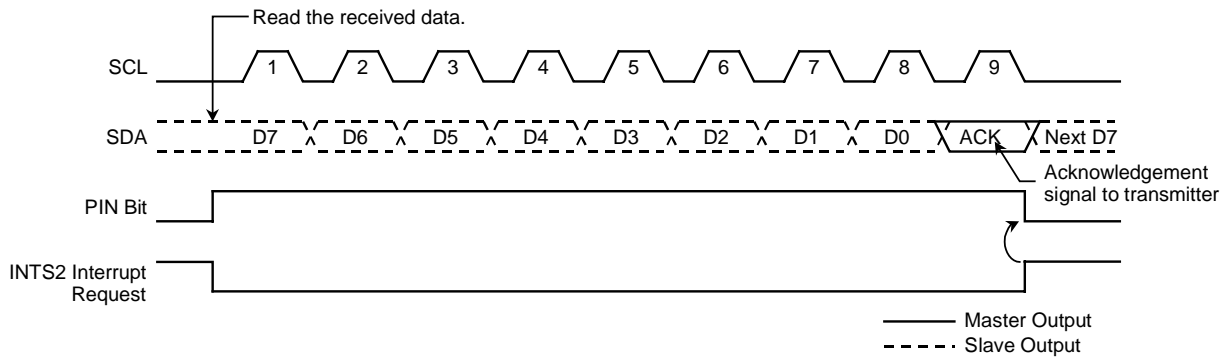 Read the received data.
SCL 1 2 3 4 5 6 7 8 9
SDA D7 D6 D5 D4 D3 D2 D1 D0 ACK Next D7
Acknowledgement
signal to transmitter
PIN Bit
INTS2 Interrupt
Request
Master Output
Slave Output